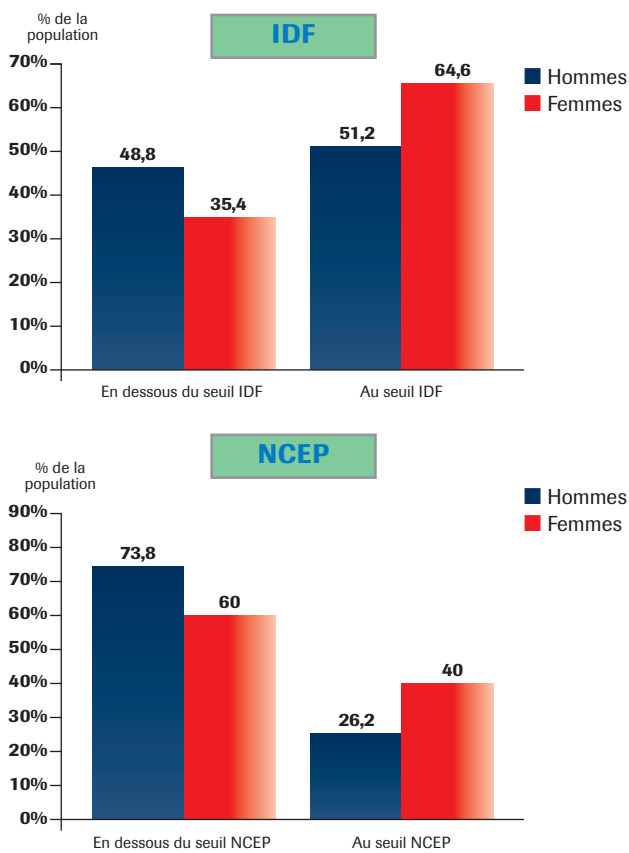 % de la
population
IDF
70%
60%
50%
40%
30%
20%
10%
0%
48,8
35,4
51,2
64,6
Hommes
Femmes
En dessous du seuil IDF
Au seuil IDF
% de la
population
NCEP
90%
80%
70%
60%
50%
40%
30%
20%
10%
0%
73,8
60
26,2
40
Hommes
Femmes
En dessous du seuil NCEP
Au seuil NCEP